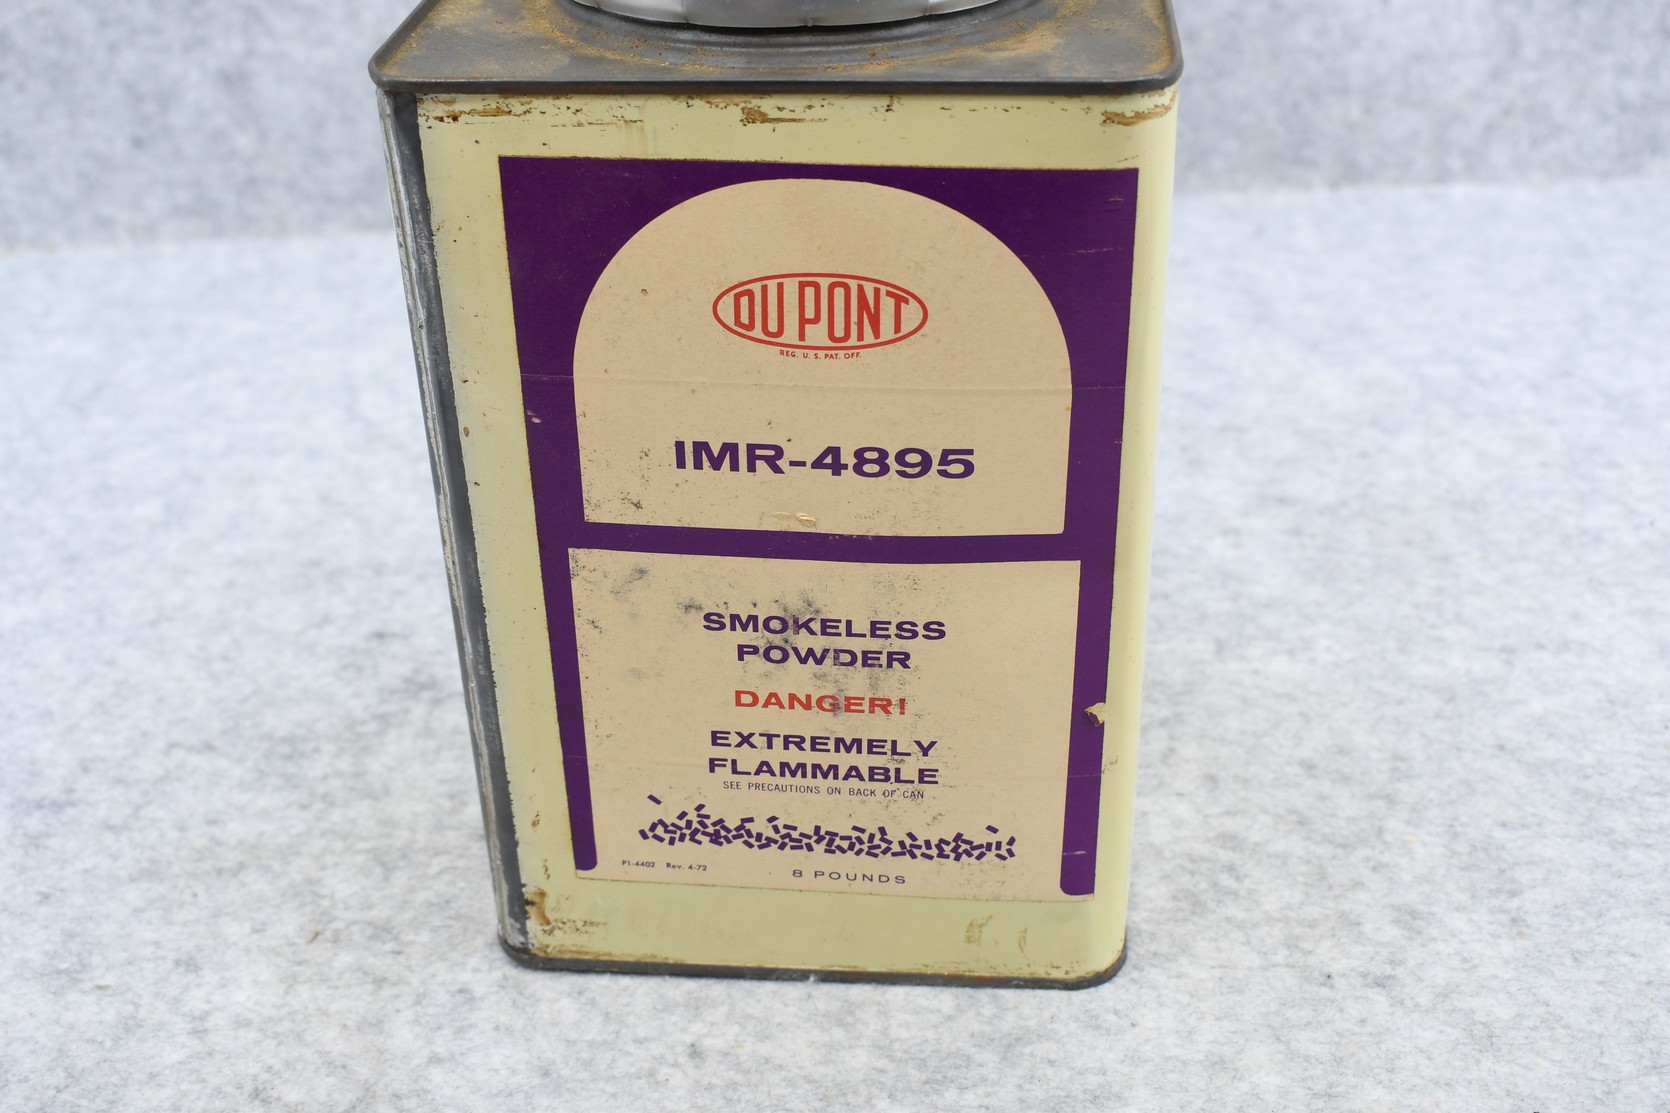 DU PONT
REG. U. S. PAT. OFF.
IMR-4895
SMOKELESS
POWDER
DANGER!
EXTREMELY
FLAMMABLE
SEE PRECAUTIONS ON BACK OF CAN
PI-4402 Rev. 4-72
8 POUNDS